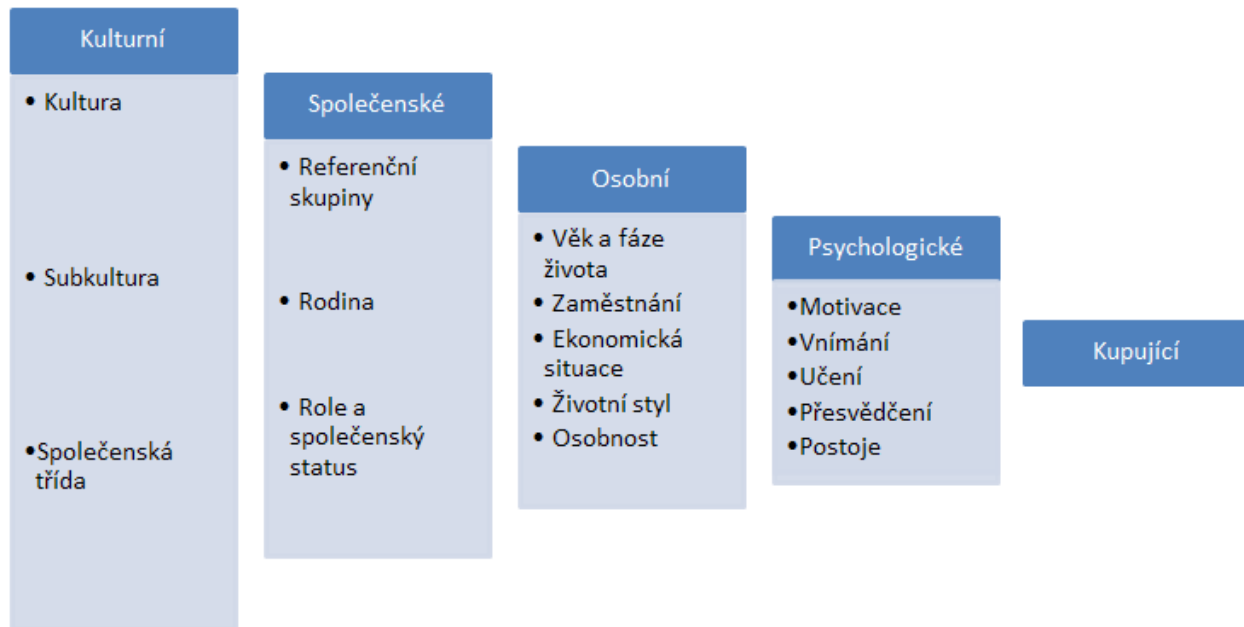 Kulturní
• Kultura
• Subkultura
•Společenská
třída
Společenské
• Referenční
skupiny
• Rodina
• Role a
společenský
status
Osobní
• Věk a fáze
života
• Zaměstnání
• Ekonomická
situace
• Životní styl
• Osobnost
Psychologické
•Motivace
•Vnímání
•Učení
•Přesvědčení
•Postoje
Kupující